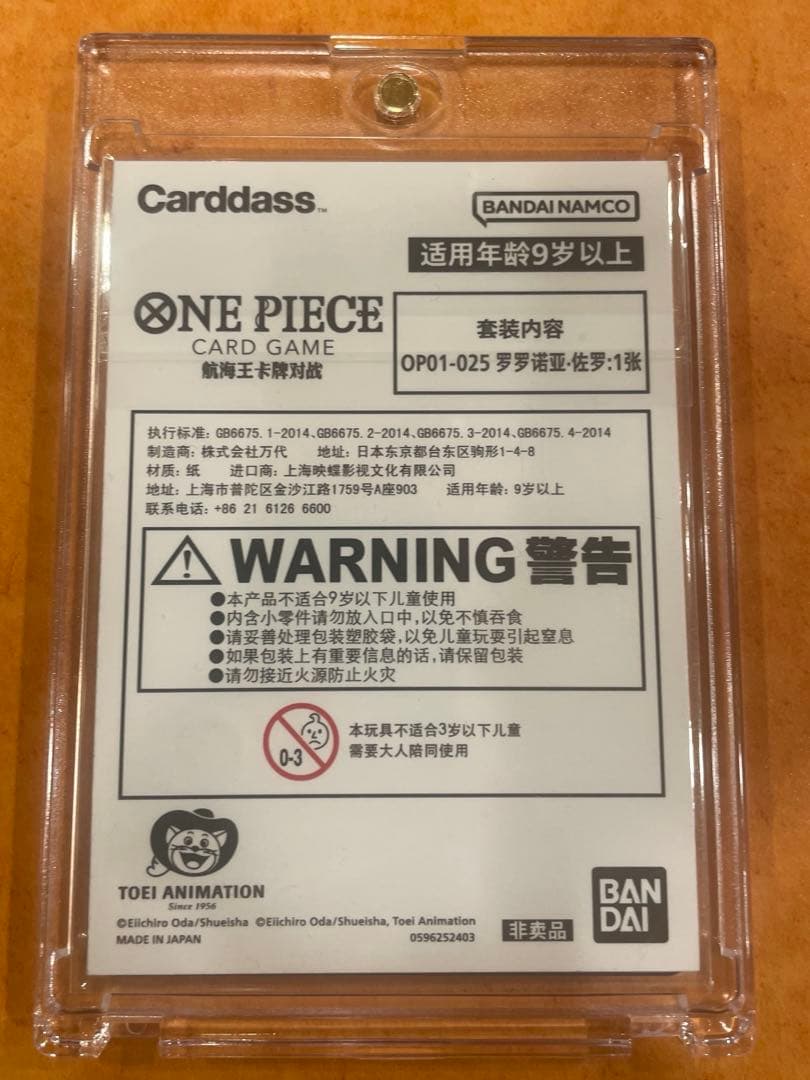 Carddass™
BANDAI NAMCO
适用年龄9岁以上
ONE PIECE
CARD GAME
航海王卡牌对战
套装内容
OP01-025 罗罗诺亚·佐罗:1张
执行标准: GB6675.1-2014、GB6675.2-2014、GB6675.3-2014、GB6675.4-2014
制造商: 株式会社万代 地址: 日本东京都台东区驹形1-4-8
材质: 纸 进口商: 上海映蝶影视文化有限公司
地址: 上海市普陀区金沙江路1759号A座903 适用年龄: 9岁以上
联系电话: +86 21 6126 6600
WARNING 警告
●本产品不适合9岁以下儿童使用
●内含小零件请勿放入口中,以免不慎吞食
●请妥善处理包装塑胶袋,以免儿童玩耍引起窒息
●如果包装上有重要信息的话,请保留包装
●请勿接近火源防止火灾
0-3
本玩具不适合3岁以下儿童
需要大人陪同使用
TOEI ANIMATION
Since 1956
©Eiichiro Oda/Shueisha ©Eiichiro Oda/Shueisha, Toei Animation
MADE IN JAPAN
0596252403
非卖品
BAN
DAI